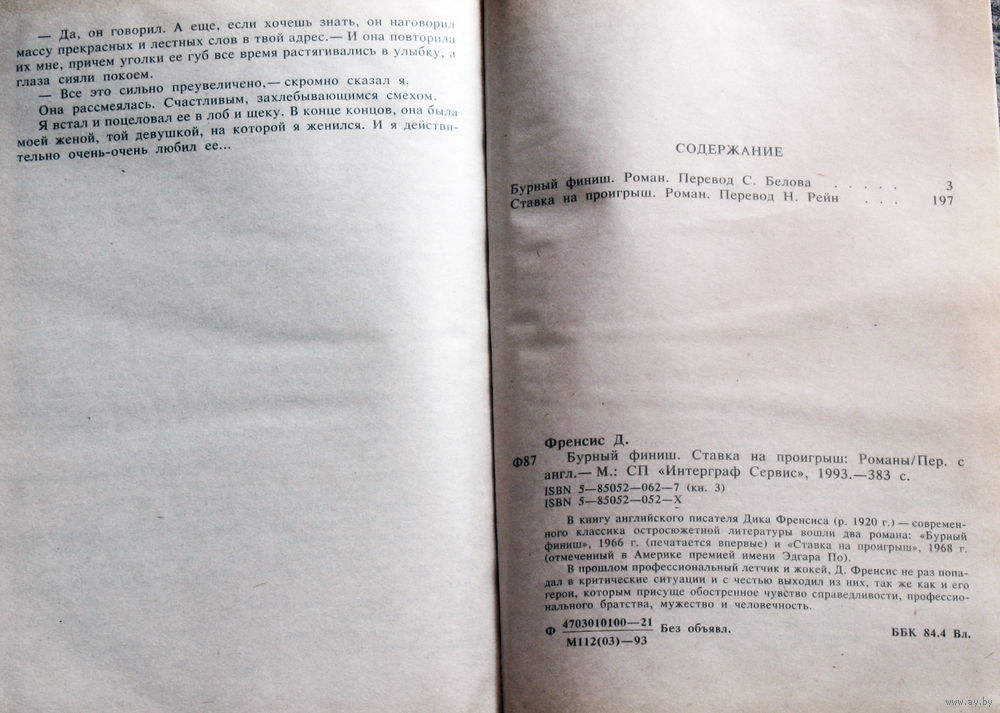 — Да, он говорил. А еще, если хочешь знать, он наговорил
массу прекрасных и лестных слов в твой адрес.— И она повторила
их мне, причем уголки ее губ все время растягивались в улыбку, а
глаза сияли покоем.
— Все это сильно преувеличено,— скромно сказал я.
Она рассмеялась. Счастливым, захлебывающимся смехом.
Я встал и поцеловал ее в лоб и щеку. В конце концов, она была
моей женой, той девушкой, на которой я женился. И я действи-
тельно очень-очень любил ее...
СОДЕРЖАНИЕ
Бурный финиш. Роман. Перевод С. Белова . . . . . 3
Ставка на проигрыш. Роман. Перевод Н. Рейн . . . 197
Френсис Д.
Ф87 Бурный финиш. Ставка на проигрыш: Романы/Пер. с
англ.— М.: СП «Интерграф Сервис», 1993.—383 с.
ISBN 5—85052—062—7 (кн. 3)
ISBN 5—85052—052—X
В книгу английского писателя Дика Френсиса (р. 1920 г.) — современ-
ного классика остросюжетной литературы вошли два романа: «Бурный
финиш», 1966 г. (печатается впервые) и «Ставка на проигрыш», 1968 г.
(отмеченный в Америке премией имени Эдгара По).
В прошлом профессиональный летчик и жокей, Д. Френсис не раз попа-
дал в критические ситуации и с честью выходил из них, так же как и его
герои, которым присуще обостренное чувство справедливости, профессио-
нального братства, мужество и человечность.
Ф 4703010100—21 Без объявл.
М112(03)—93
ББК 84.4 Вл.
www.ay.by